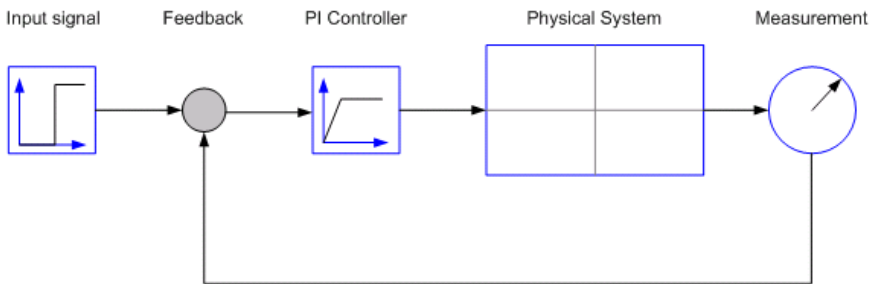 Input signal
Feedback
PI Controller
Physical System
Measurement